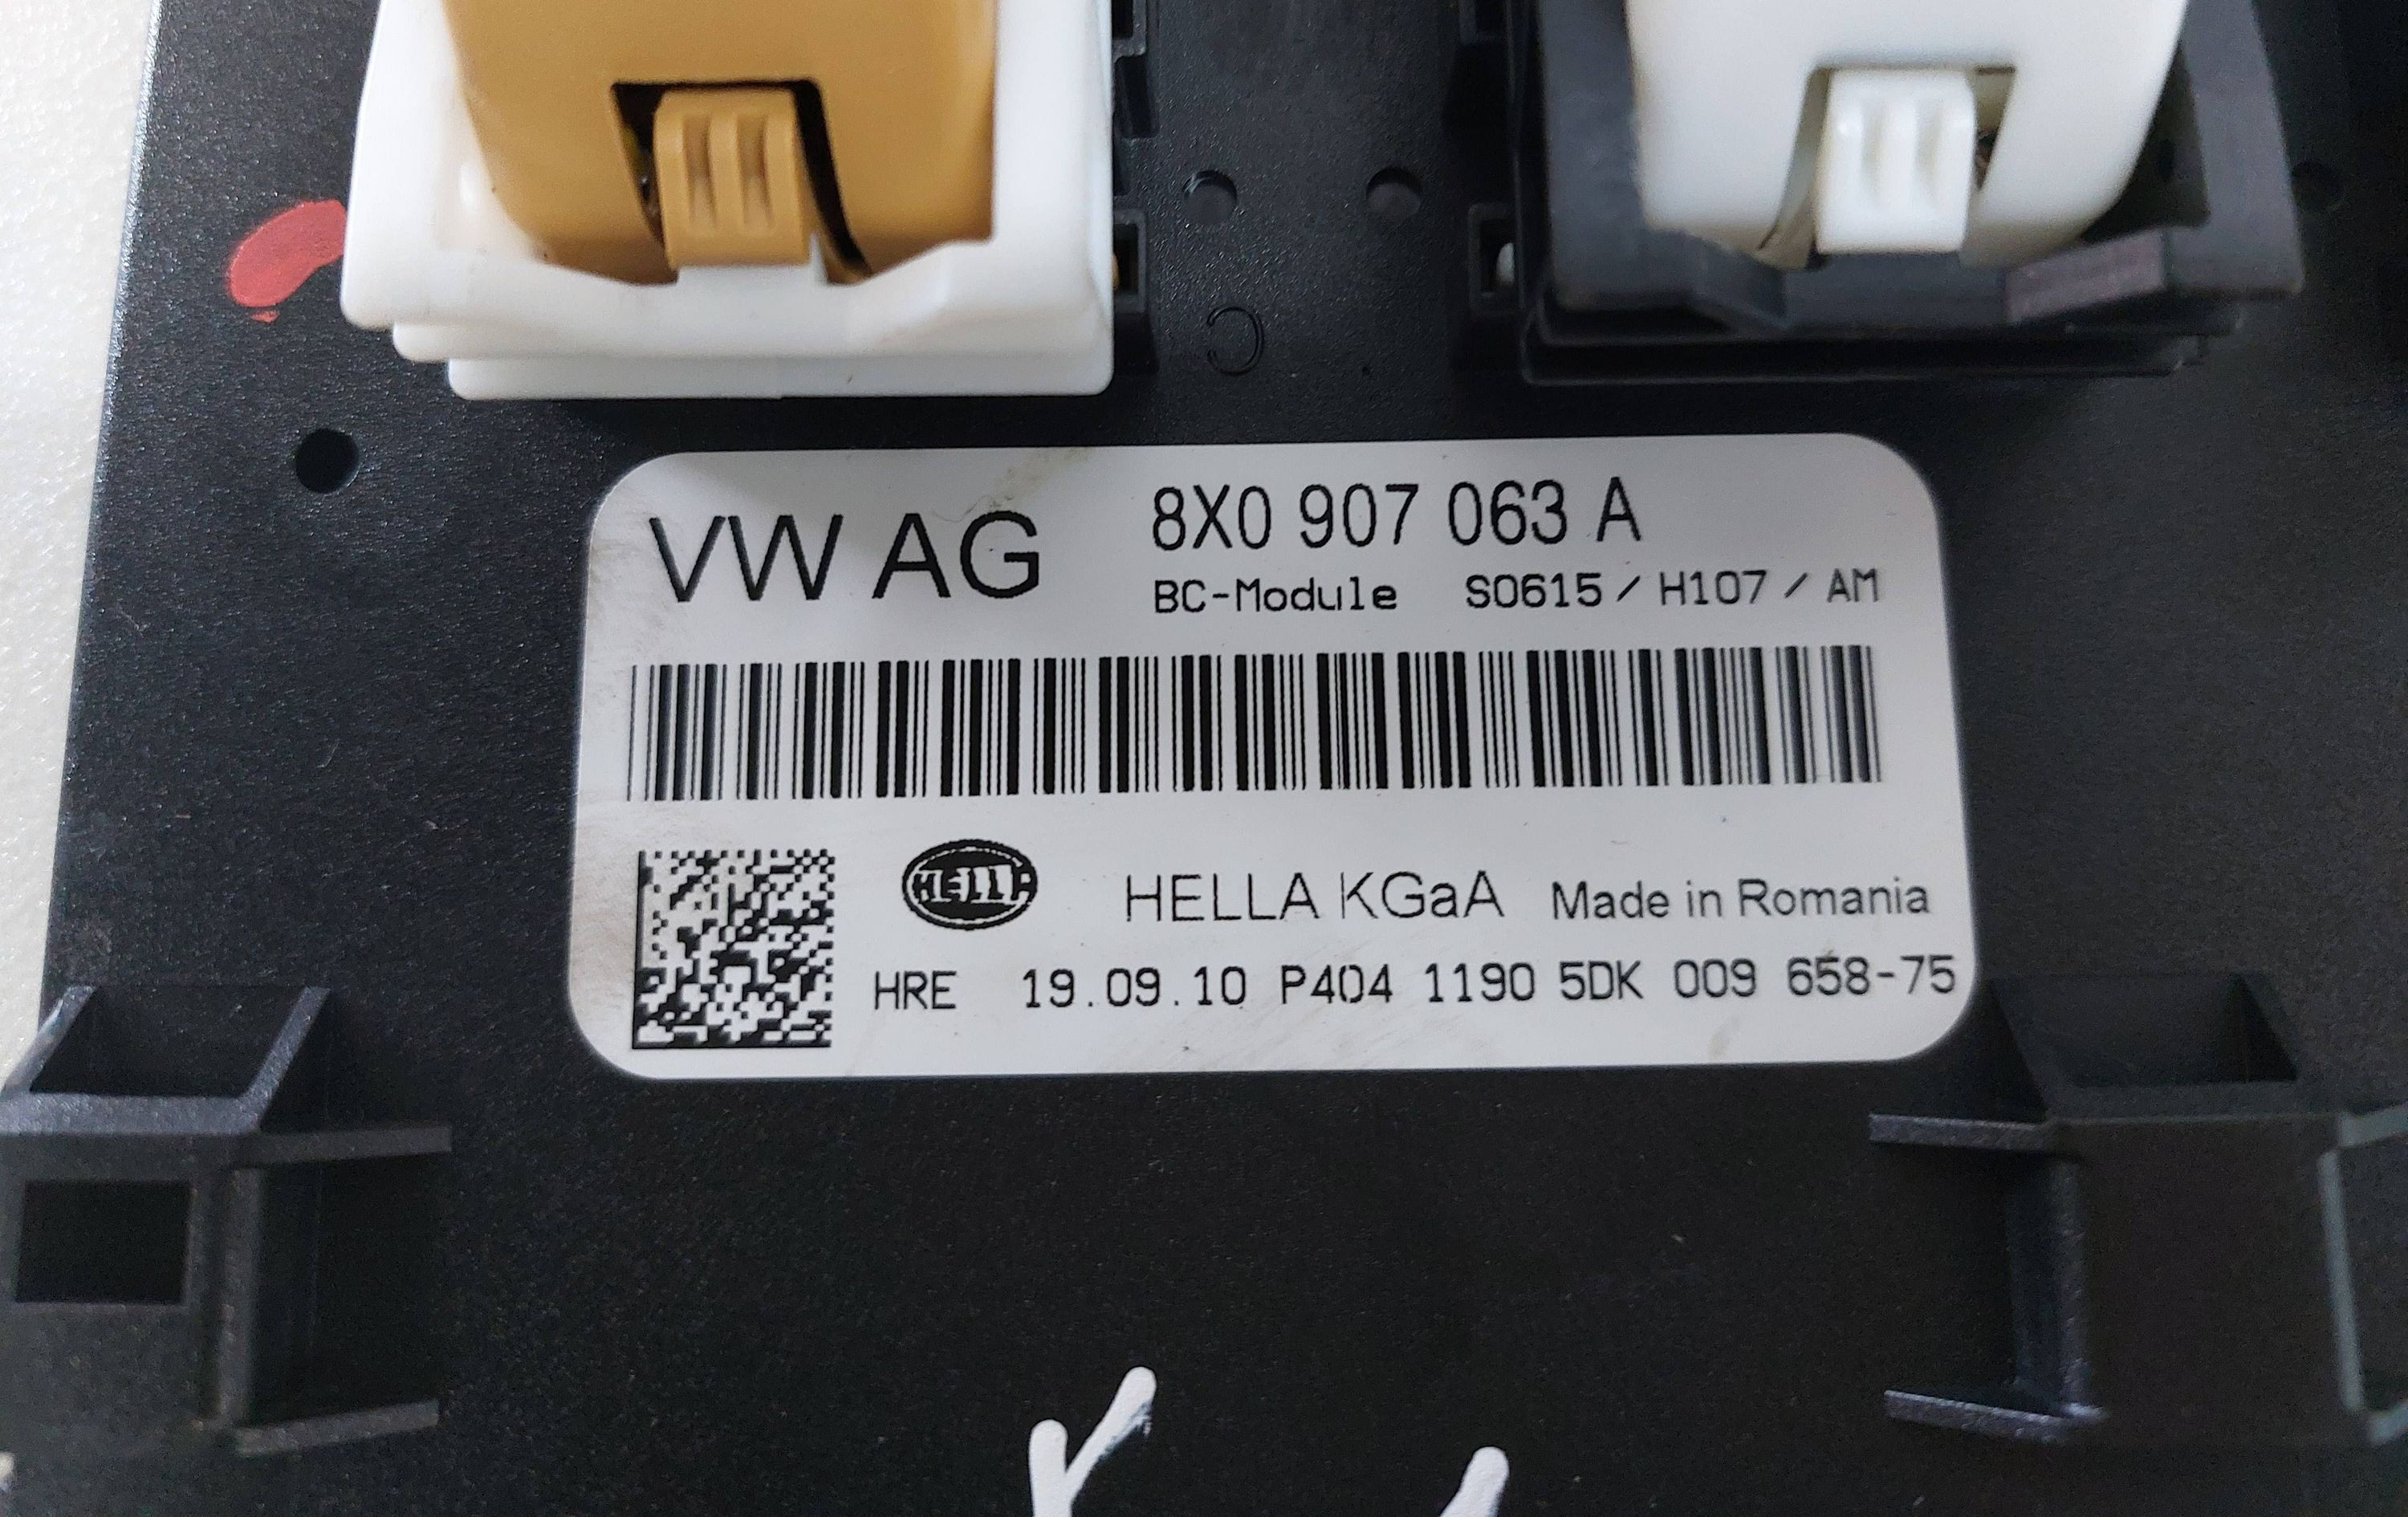 C
VW AG
8X0 907 063 A
BC-Module S0615 / H107 / AM
HELLA
HELLA KGaA Made in Romania
HRE 19.09.10 P404 1190 5DK 009 658-75